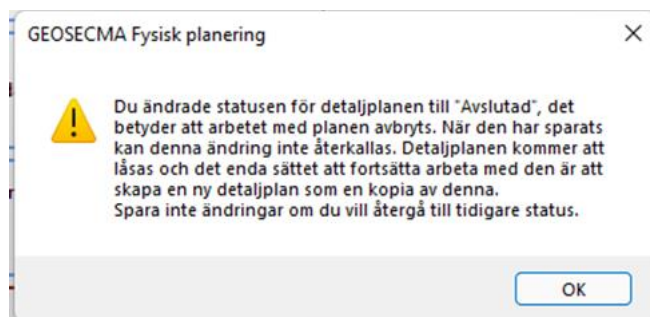 GEOSECMA Fysisk planering
Du ändrade statusen för detaljplanen till "Avslutad", det
betyder att arbetet med planen avbryts. När den har sparats
kan denna ändring inte återkallas. Detaljplanen kommer att
låsas och det enda sättet att fortsätta arbeta med den är att
skapa en ny detaljplan som en kopia av denna.
Spara inte ändringar om du vill återgå till tidigare status.
OK